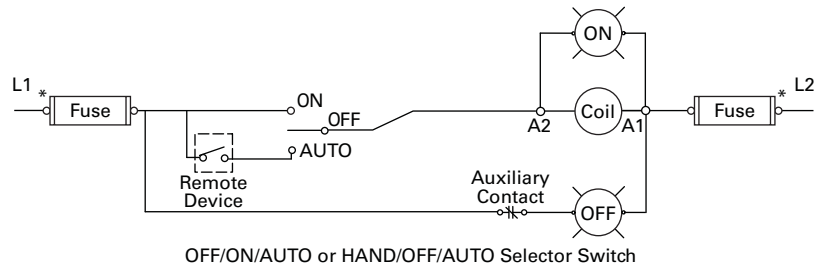 ON
L1 * Fuse
ON
OFF
AUTO
Remote
Device
A2
Coil
A1
* L2
Fuse
Auxiliary
Contact
OFF
OFF/ON/AUTO or HAND/OFF/AUTO Selector Switch